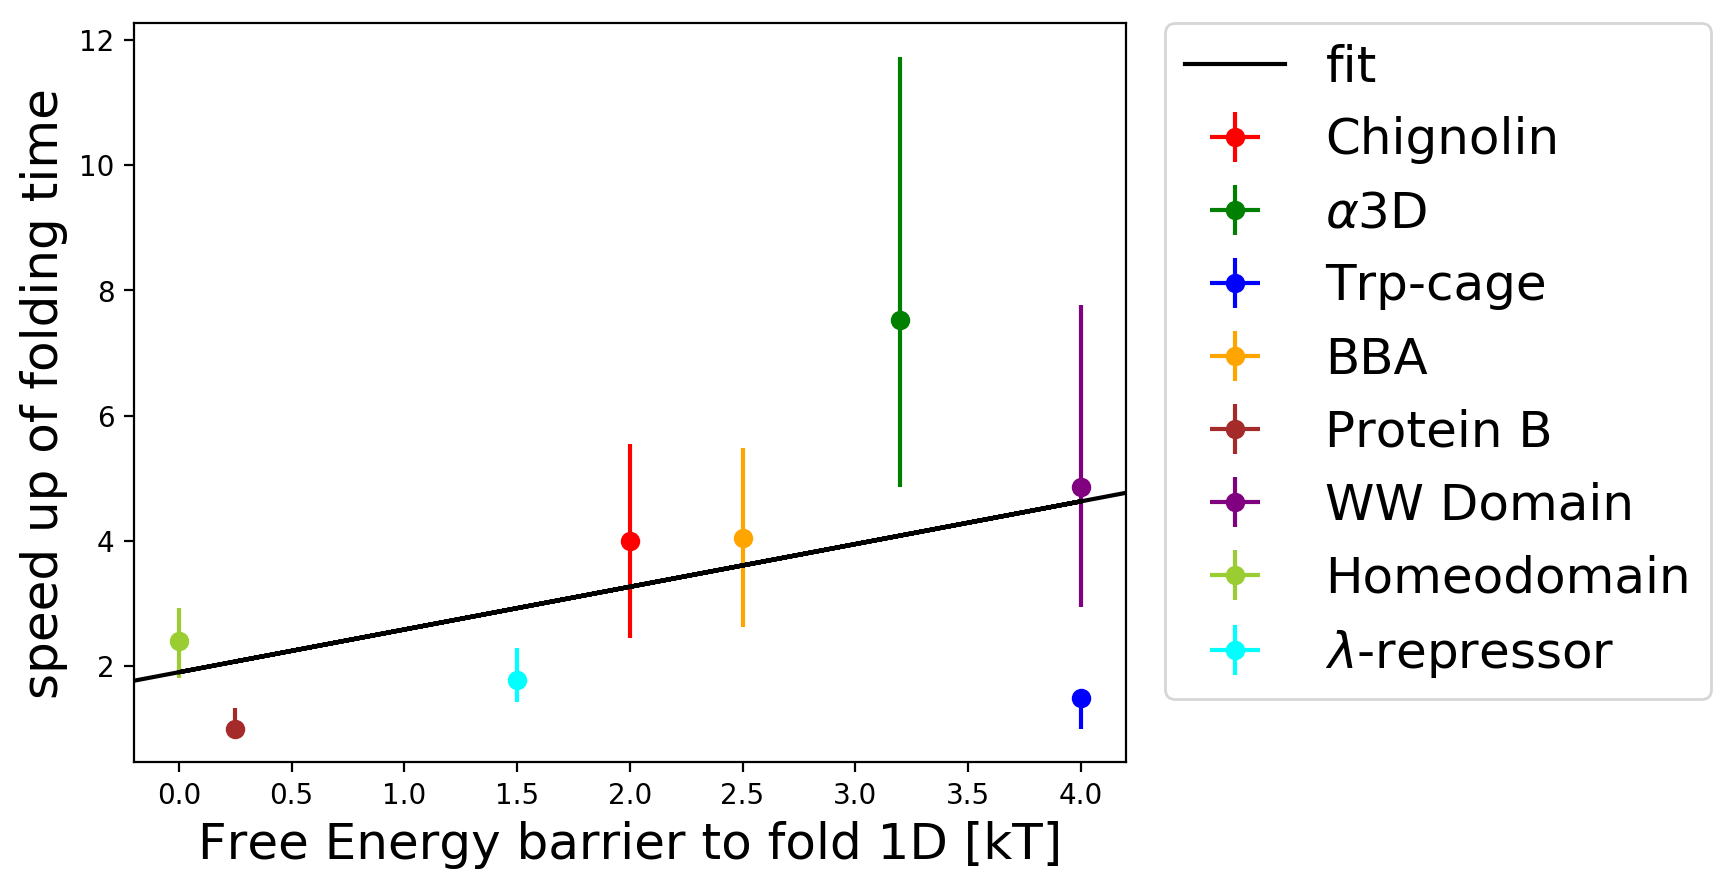 speed up of folding time
12
10
8
6
4
2
0.0 0.5 1.0 1.5 2.0 2.5 3.0 3.5 4.0
Free Energy barrier to fold 1D [kT]
fit
Chignolin
α3D
Trp-cage
BBA
Protein B
WW Domain
Homeodomain
λ-repressor